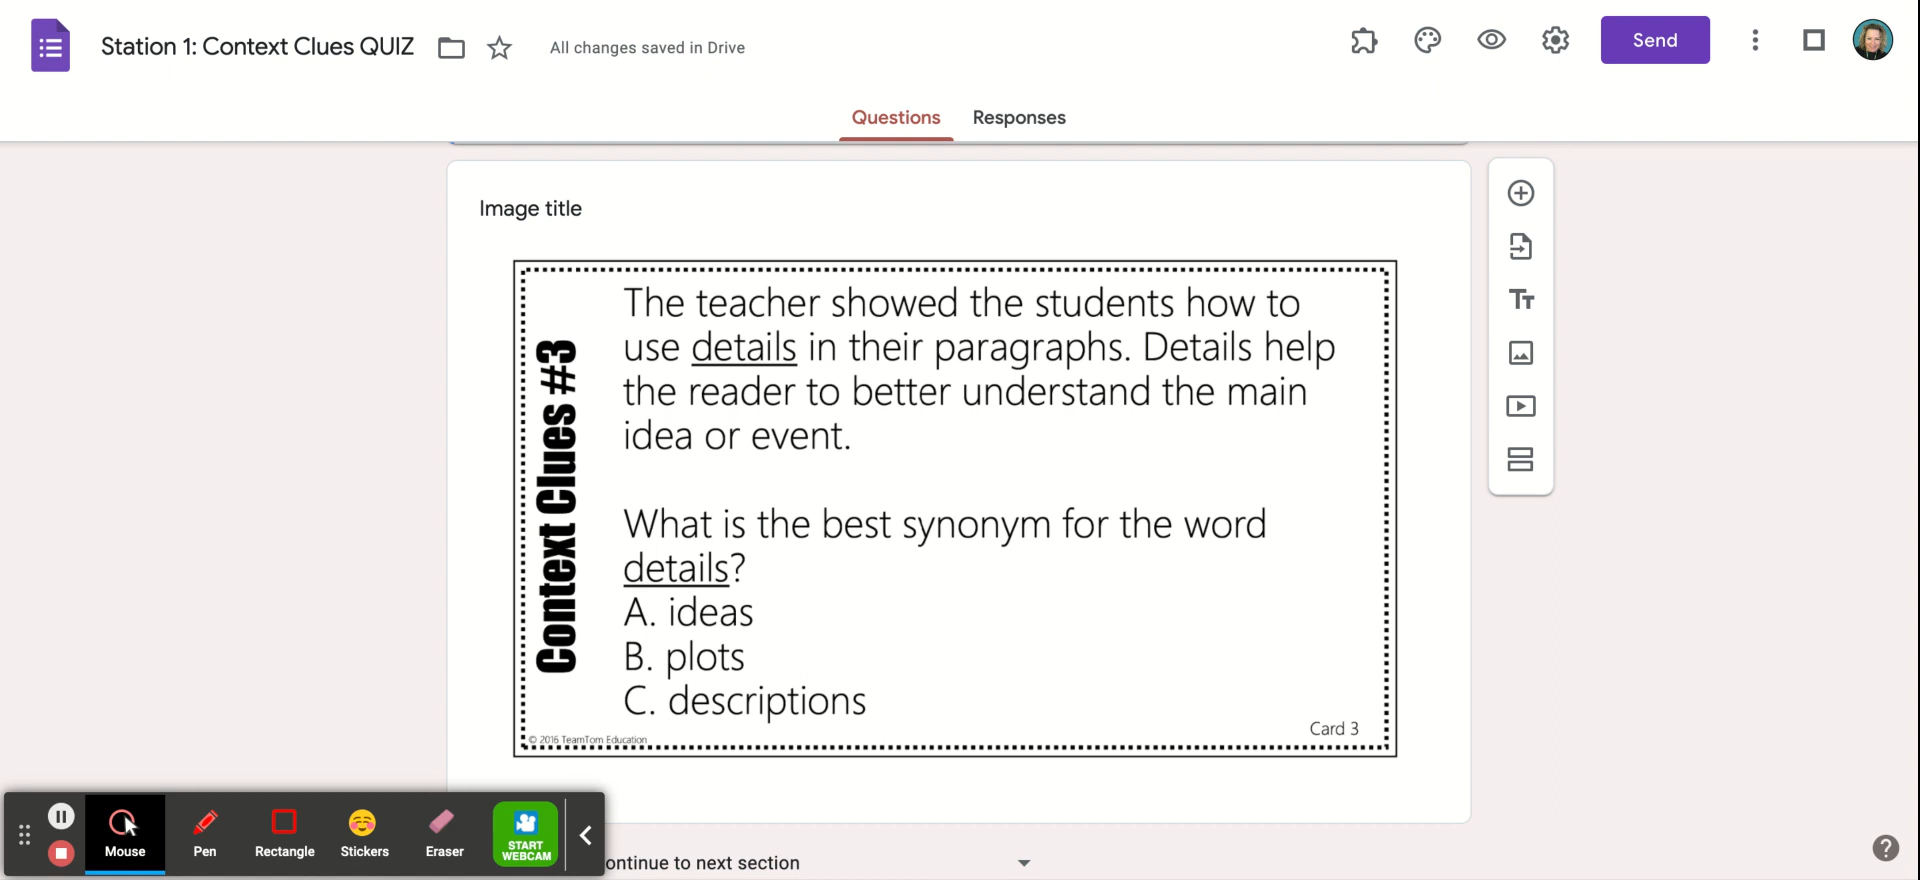 Station 1: Context Clues QUIZ
All changes saved in Drive
Send
Questions
Responses
Image title
Context Clues #3
The teacher showed the students how to
use details in their paragraphs. Details help
the reader to better understand the main
idea or event.
What is the best synonym for the word
details?
A. ideas
B. plots
C. descriptions
Card 3
© 2016 TeamTom Education
Mouse
Pen
Rectangle
Stickers
Eraser
START
WEBCAM
ontinue to next section